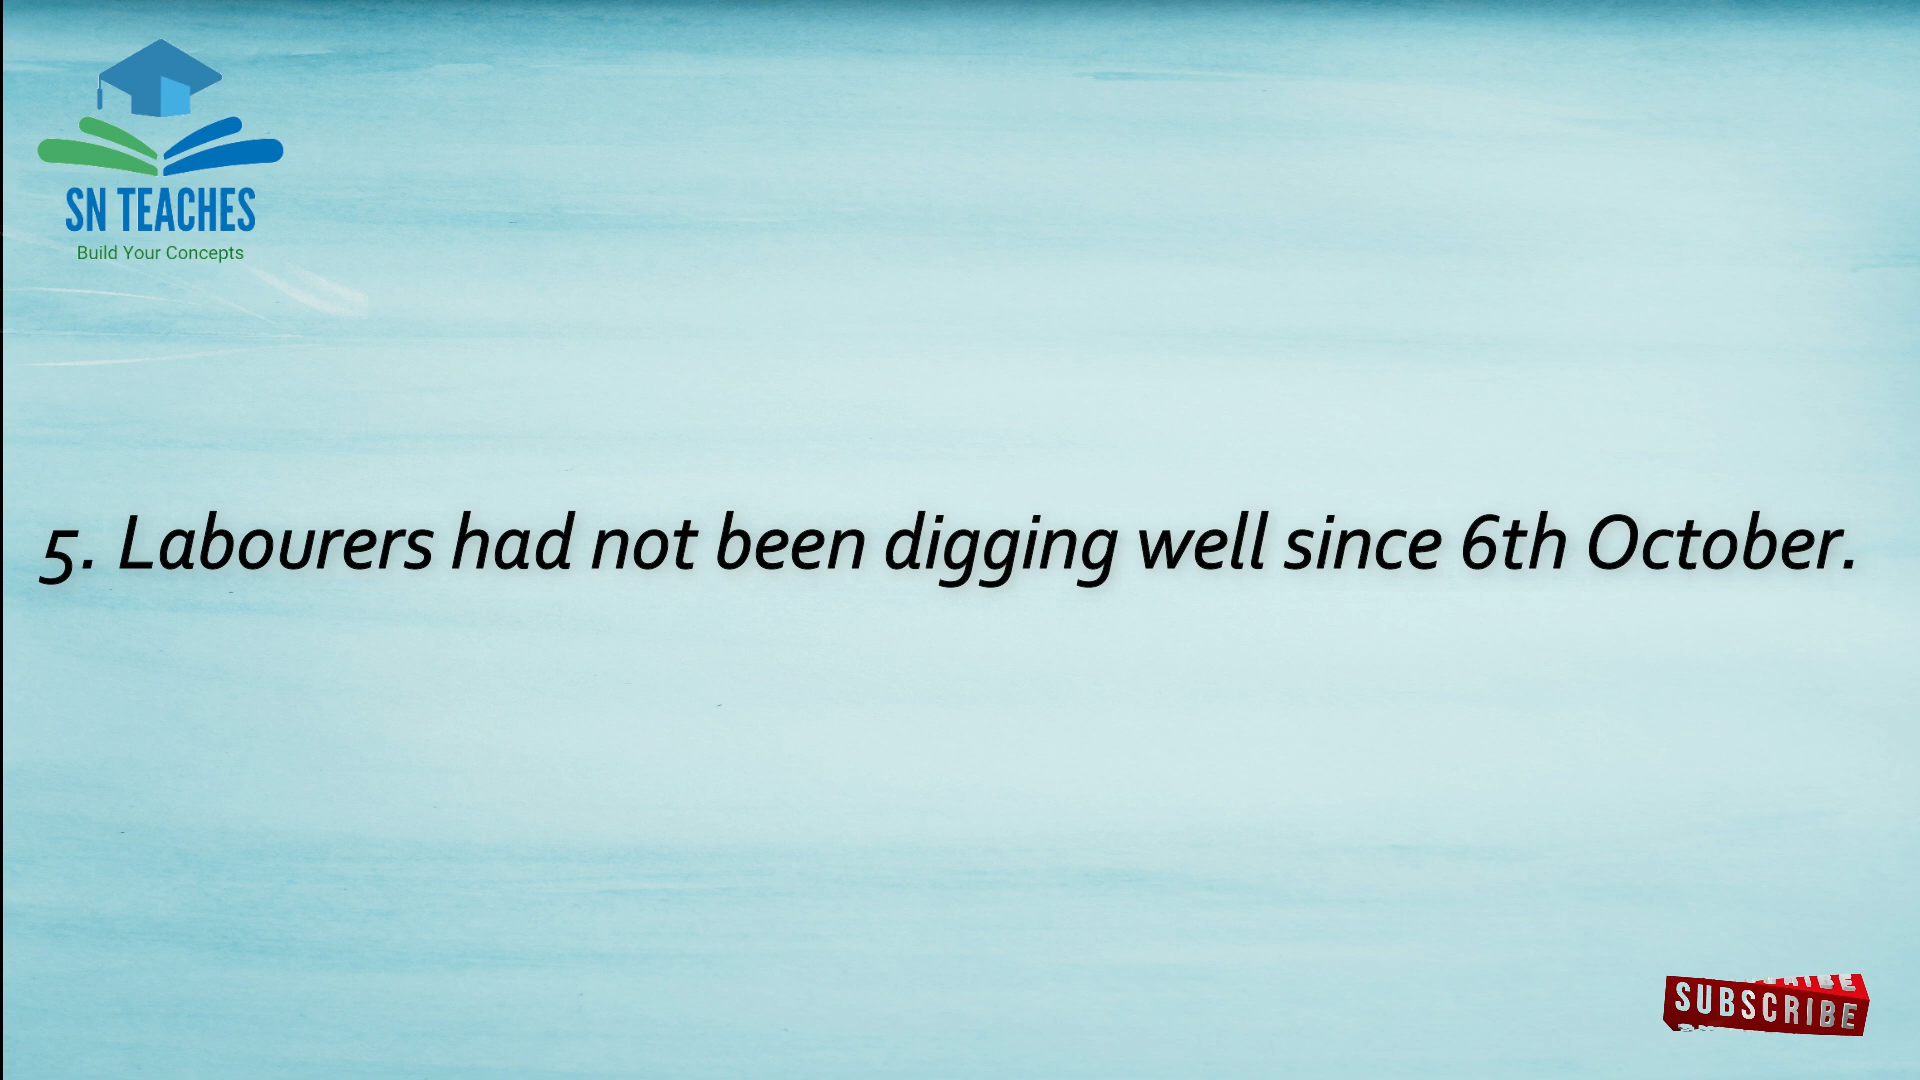 SN TEACHES
Build Your Concepts
5. Labourers had not been digging well since 6th October.
SUBSCRIBE